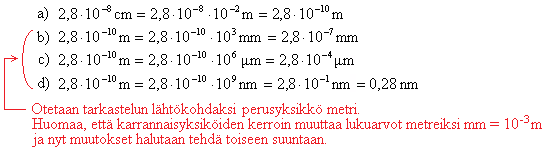 a) 2,8·10⁻⁸ cm = 2,8·10⁻⁸·10⁻² m = 2,8·10⁻¹⁰ m
b) 2,8·10⁻¹⁰ m = 2,8·10⁻¹⁰·10³ mm = 2,8·10⁻⁷ mm
c) 2,8·10⁻¹⁰ m = 2,8·10⁻¹⁰·10⁶ µm = 2,8·10⁻⁴ µm
d) 2,8·10⁻¹⁰ m = 2,8·10⁻¹⁰·10⁹ nm = 2,8·10⁻¹ nm = 0,28 nm
Otetaan tarkastelun lähtökohdaksi perusyksikkö metri.
Huomaa, että karrannaisyksiköiden kerroin muuttaa lukuarvot metreiksi mm = 10⁻³ m
ja nyt muutokset halutaan tehdä toiseen suuntaan.